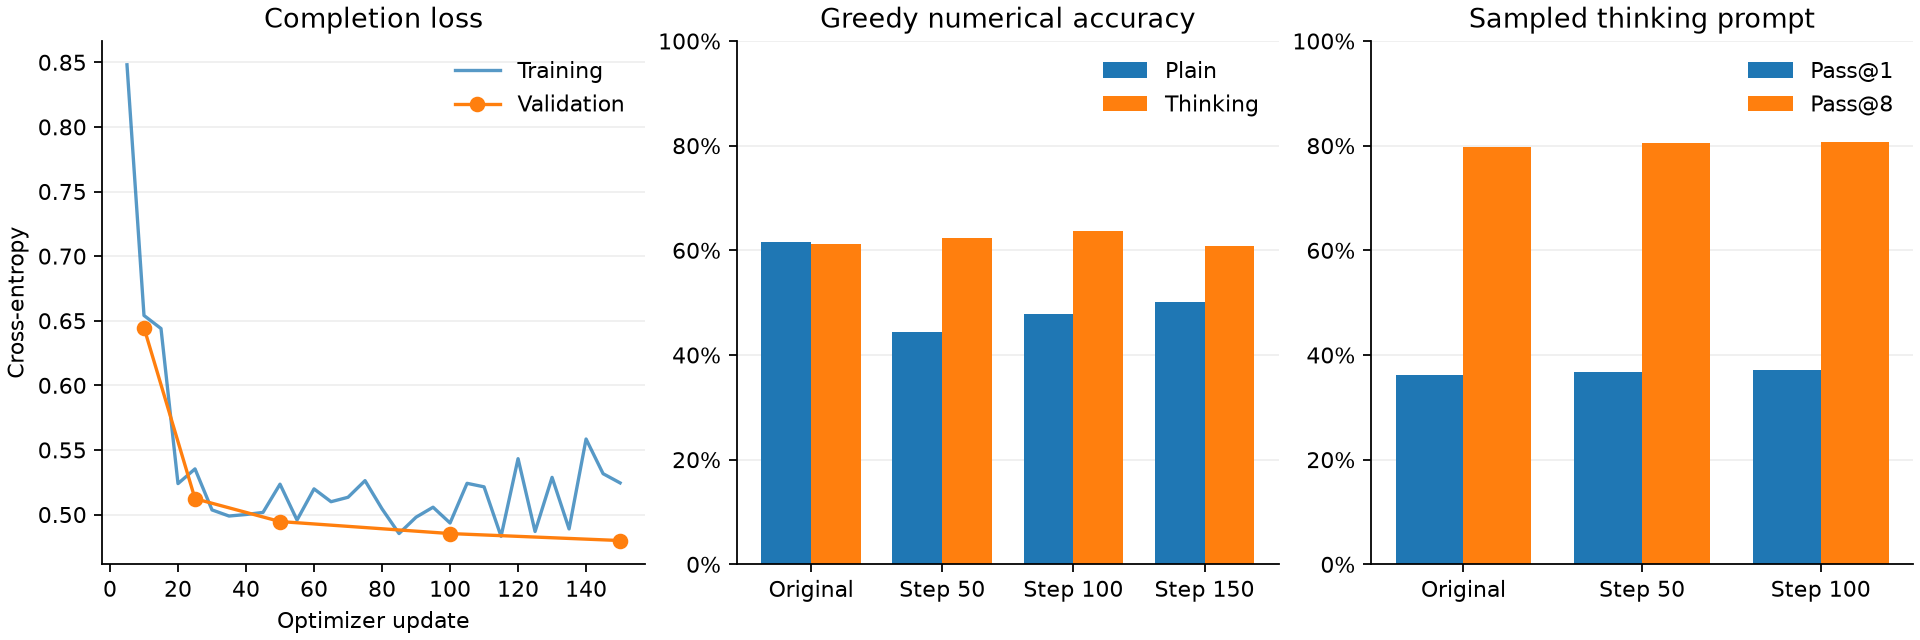 Completion loss
Cross-entropy
0.85
0.80
0.75
0.70
0.65
0.60
0.55
0.50
0 20 40 60 80 100 120 140
Optimizer update
Training
Validation
Greedy numerical accuracy
100%
80%
60%
40%
20%
0%
Original Step 50 Step 100 Step 150
Plain
Thinking
Sampled thinking prompt
100%
80%
60%
40%
20%
0%
Original Step 50 Step 100
Pass@1
Pass@8